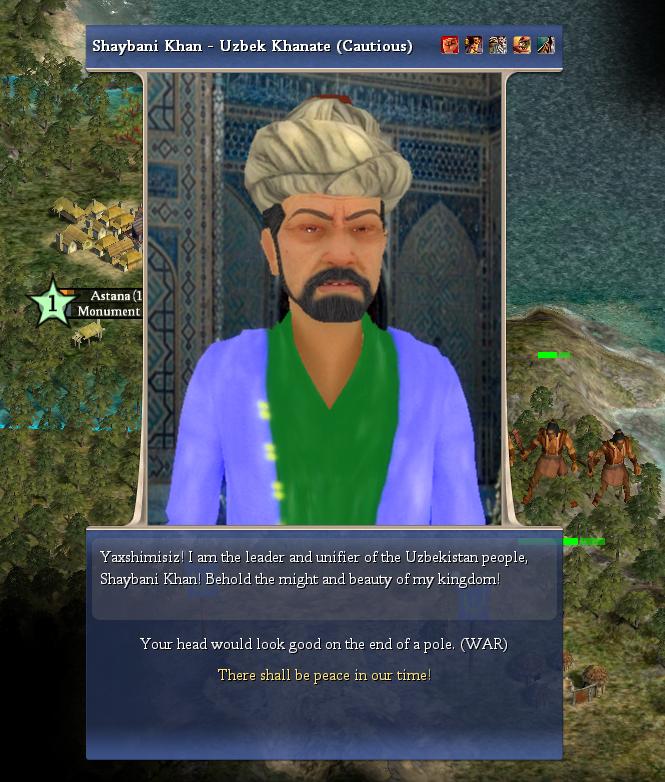 Shaybani Khan - Uzbek Khanate (Cautious)
1
Astana (1
Monument
Yaxshimisiz! I am the leader and unifier of the Uzbekistan people,
Shaybani Khan! Behold the might and beauty of my kingdom!
Your head would look good on the end of a pole. (WAR)
There shall be peace in our time!